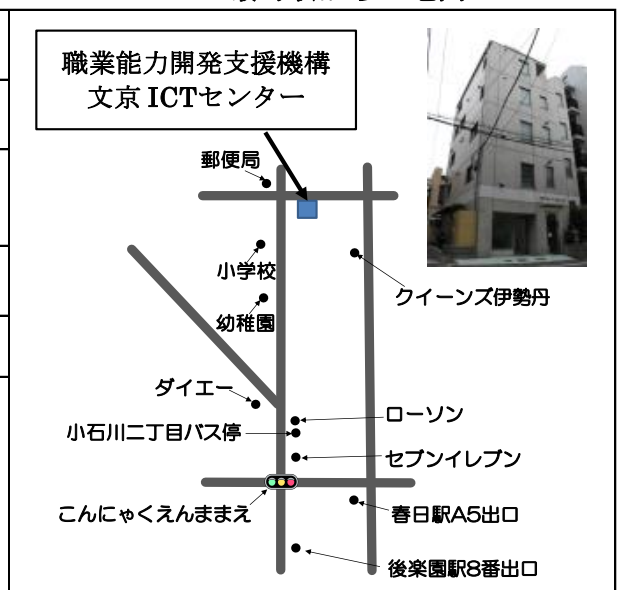 職業能力開発支援機構
文京 ICTセンター
郵便局
小学校
クイーンズ伊勢丹
幼稚園
ダイエー
ローソン
小石川二丁目バス停
セブンイレブン
こんにゃくえんままえ
春日駅A5出口
後楽園駅8番出口